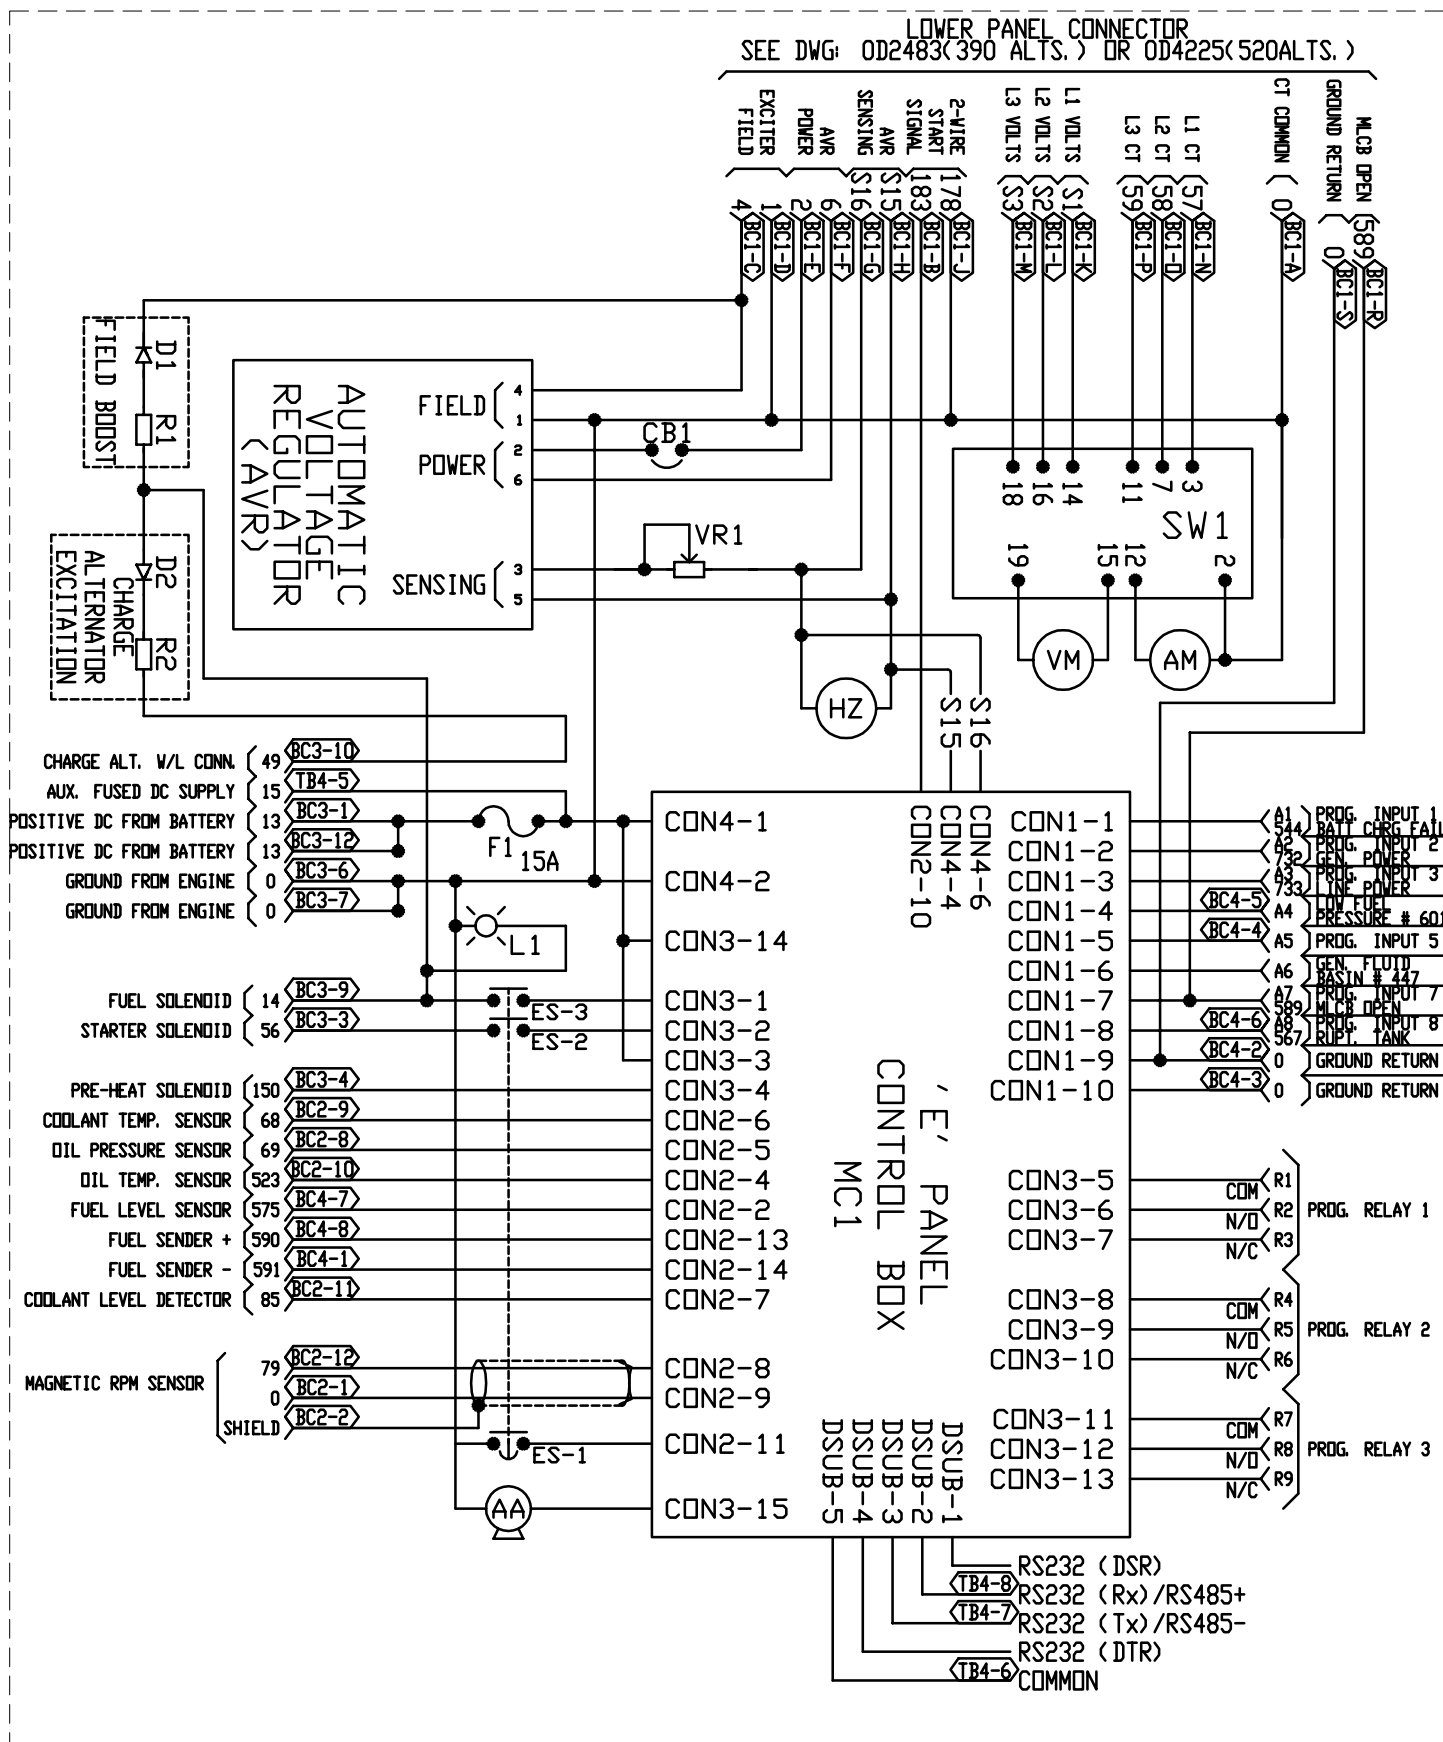 LOWER PANEL CONNECTOR
SEE DWG: OD2483(390 ALTS.) OR OD4225(520ALTS.)
EXCITER
FIELD
AVR
POWER
AVR
SENSING
2-WIRE
START
SIGNAL
L3 VOLTS
L2 VOLTS
L1 VOLTS
L3 CT
L2 CT
L1 CT
CT COMMON
GROUND RETURN
MLCB OPEN
4
1
2
6
S16
S15
183
178
S3
S2
S1
59
58
57
0
0
589
BC1-C
BC1-D
BC1-E
BC1-F
BC1-G
BC1-H
BC1-B
BC1-J
BC1-M
BC1-L
BC1-K
BC1-P
BC1-O
BC1-N
BC1-A
BC1-S
BC1-R
FIELD BOOST
D1
R1
CHARGE
ALTERNATOR
EXCITATION
D2
R2
AUTOMATIC
VOLTAGE
REGULATOR
(AVR)
FIELD
4
1
POWER
2
6
SENSING
3
5
CB1
VR1
18
16
14
11
7
3
SW1
19
15
12
2
VM
AM
HZ
S15
S16
CHARGE ALT. W/L CONN. 49 BC3-10
AUX. FUSED DC SUPPLY 15 TB4-5
POSITIVE DC FROM BATTERY 13 BC3-1
POSITIVE DC FROM BATTERY 13 BC3-12
GROUND FROM ENGINE 0 BC3-6
GROUND FROM ENGINE 0 BC3-7
F1
15A
L1
FUEL SOLENOID 14 BC3-9
STARTER SOLENOID 56 BC3-3
ES-3
ES-2
PRE-HEAT SOLENOID 150 BC3-4
COOLANT TEMP. SENSOR 68 BC2-9
OIL PRESSURE SENSOR 69 BC2-8
OIL TEMP. SENSOR 523 BC2-10
FUEL LEVEL SENSOR 575 BC4-7
FUEL SENDER + 590 BC4-8
FUEL SENDER - 591 BC4-1
COOLANT LEVEL DETECTOR 85 BC2-11
MAGNETIC RPM SENSOR
79 BC2-12
0 BC2-1
SHIELD BC2-2
ES-1
AA
CON4-1
CON4-2
CON3-14
CON3-1
CON3-2
CON3-3
CON3-4
CON2-6
CON2-5
CON2-4
CON2-2
CON2-13
CON2-14
CON2-7
CON2-8
CON2-9
CON2-11
CON3-15
CON2-10
CON4-4
CON4-6
'E' PANEL
CONTROL BOX
MC1
CON1-1
CON1-2
CON1-3
CON1-4
CON1-5
CON1-6
CON1-7
CON1-8
CON1-9
CON1-10
CON3-5
CON3-6
CON3-7
CON3-8
CON3-9
CON3-10
CON3-11
CON3-12
CON3-13
A1 PROG. INPUT 1
544 BATT CHRG FAIL
A2 PROG. INPUT 2
732 GEN. POWER
A3 PROG. INPUT 3
733 LINE POWER
BC4-5 A4 LOW FUEL
PRESSURE # 601
BC4-4 A5 PROG. INPUT 5
A6 GEN. FLUID
BASIN # 447
A7 PROG. INPUT 7
589 MLCB OPEN
BC4-6 A8 PROG. INPUT 8
567 RUPT. TANK
BC4-2 0 GROUND RETURN
BC4-3 0 GROUND RETURN
COM R1
N/O R2 PROG. RELAY 1
N/C R3
COM R4
N/O R5 PROG. RELAY 2
N/C R6
COM R7
N/O R8 PROG. RELAY 3
N/C R9
DSUB-5
DSUB-4
DSUB-3
DSUB-2
DSUB-1
RS232 (DSR)
TB4-8 RS232 (Rx)/RS485+
TB4-7 RS232 (Tx)/RS485-
RS232 (DTR)
TB4-6 COMMON